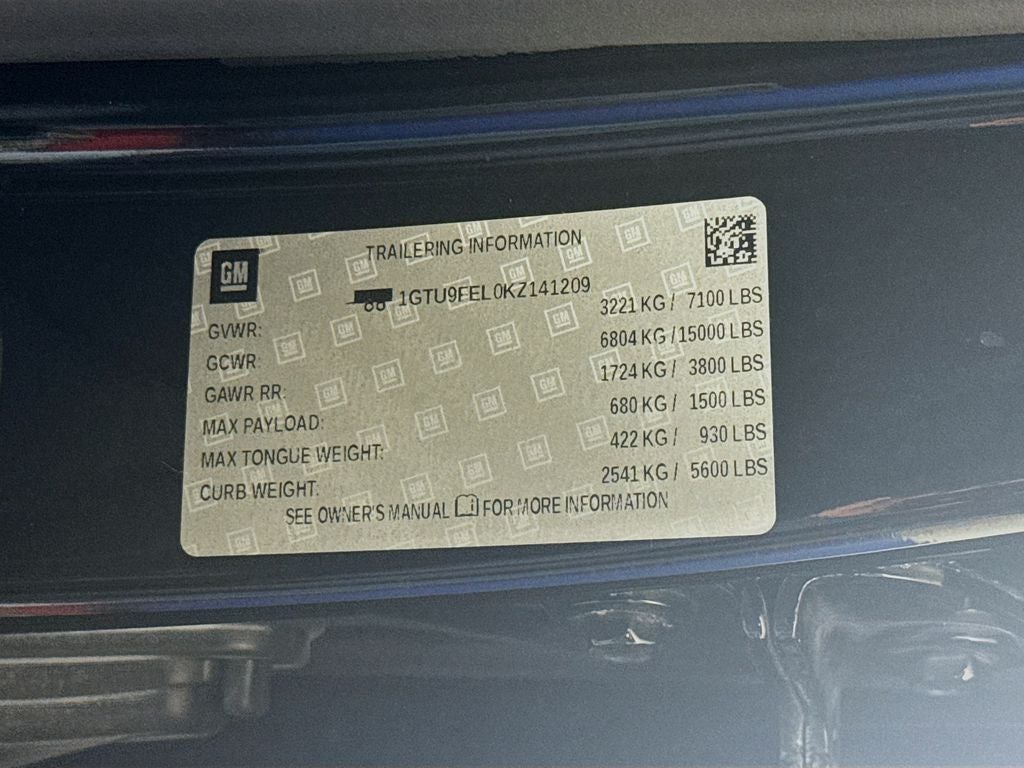 GM
TRAILERING INFORMATION
1GTU9FEL0KZ141209
GVWR: 3221 KG / 7100 LBS
GCWR: 6804 KG / 15000 LBS
GAWR RR: 1724 KG / 3800 LBS
MAX PAYLOAD: 680 KG / 1500 LBS
MAX TONGUE WEIGHT: 422 KG / 930 LBS
CURB WEIGHT: 2541 KG / 5600 LBS
SEE OWNER'S MANUAL FOR MORE INFORMATION